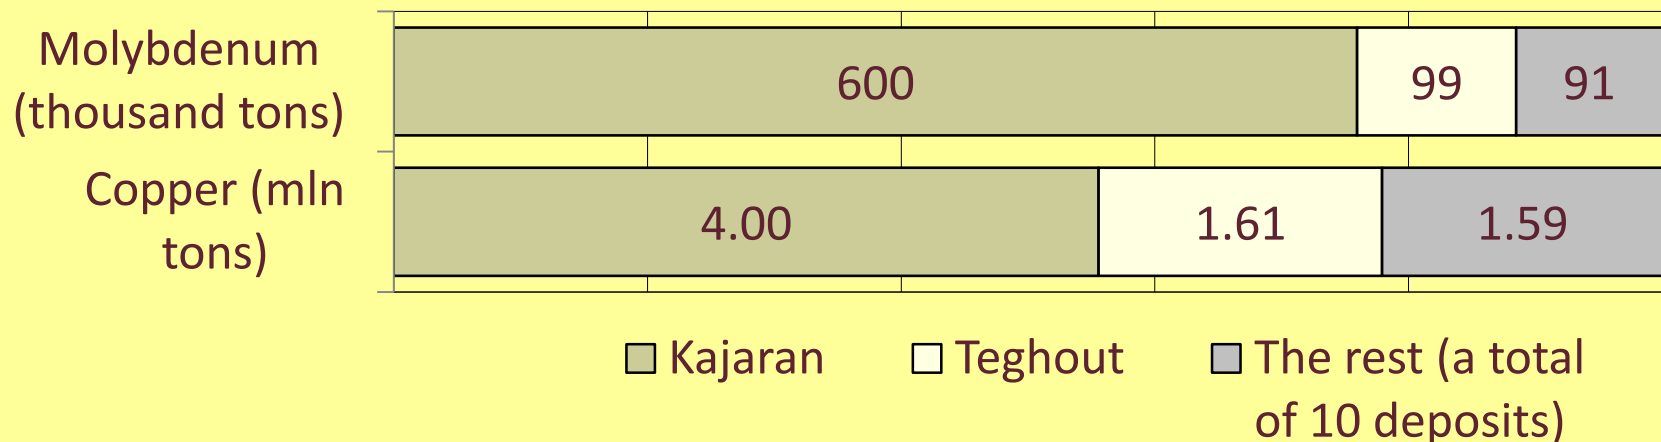 Molybdenum
(thousand tons)
600
99
91
Copper (mln
tons)
4.00
1.61
1.59
Kajaran
Teghout
The rest (a total
of 10 deposits)